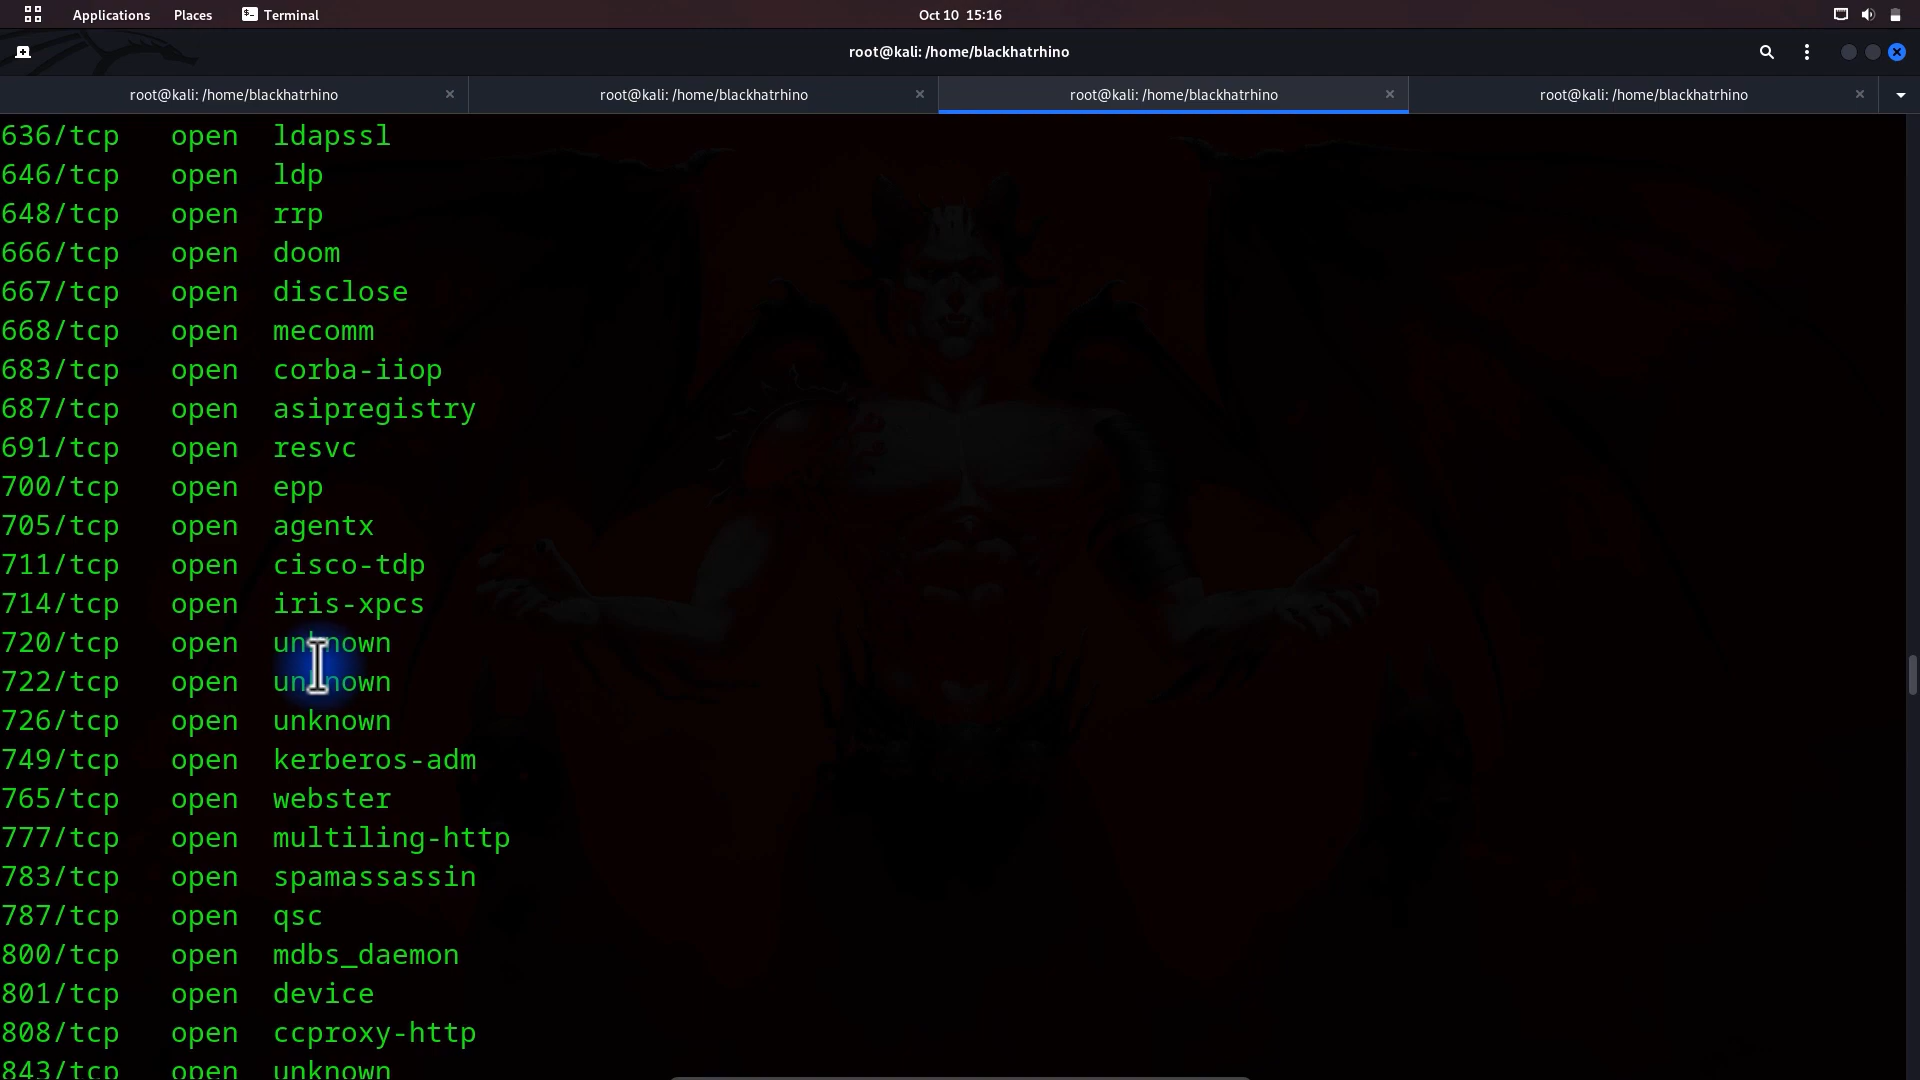 Applications Places Terminal Oct 10 15:16
root@kali: /home/blackhatrhino
root@kali: /home/blackhatrhino root@kali: /home/blackhatrhino root@kali: /home/blackhatrhino root@kali: /home/blackhatrhino
636/tcp open ldapssl
646/tcp open ldp
648/tcp open rrp
666/tcp open doom
667/tcp open disclose
668/tcp open mecomm
683/tcp open corba-iiop
687/tcp open asipregistry
691/tcp open resvc
700/tcp open epp
705/tcp open agentx
711/tcp open cisco-tdp
714/tcp open iris-xpcs
720/tcp open unknown
722/tcp open unknown
726/tcp open unknown
749/tcp open kerberos-adm
765/tcp open webster
777/tcp open multiling-http
783/tcp open spamassassin
787/tcp open qsc
800/tcp open mdbs_daemon
801/tcp open device
808/tcp open ccproxy-http
843/tcp open unknown